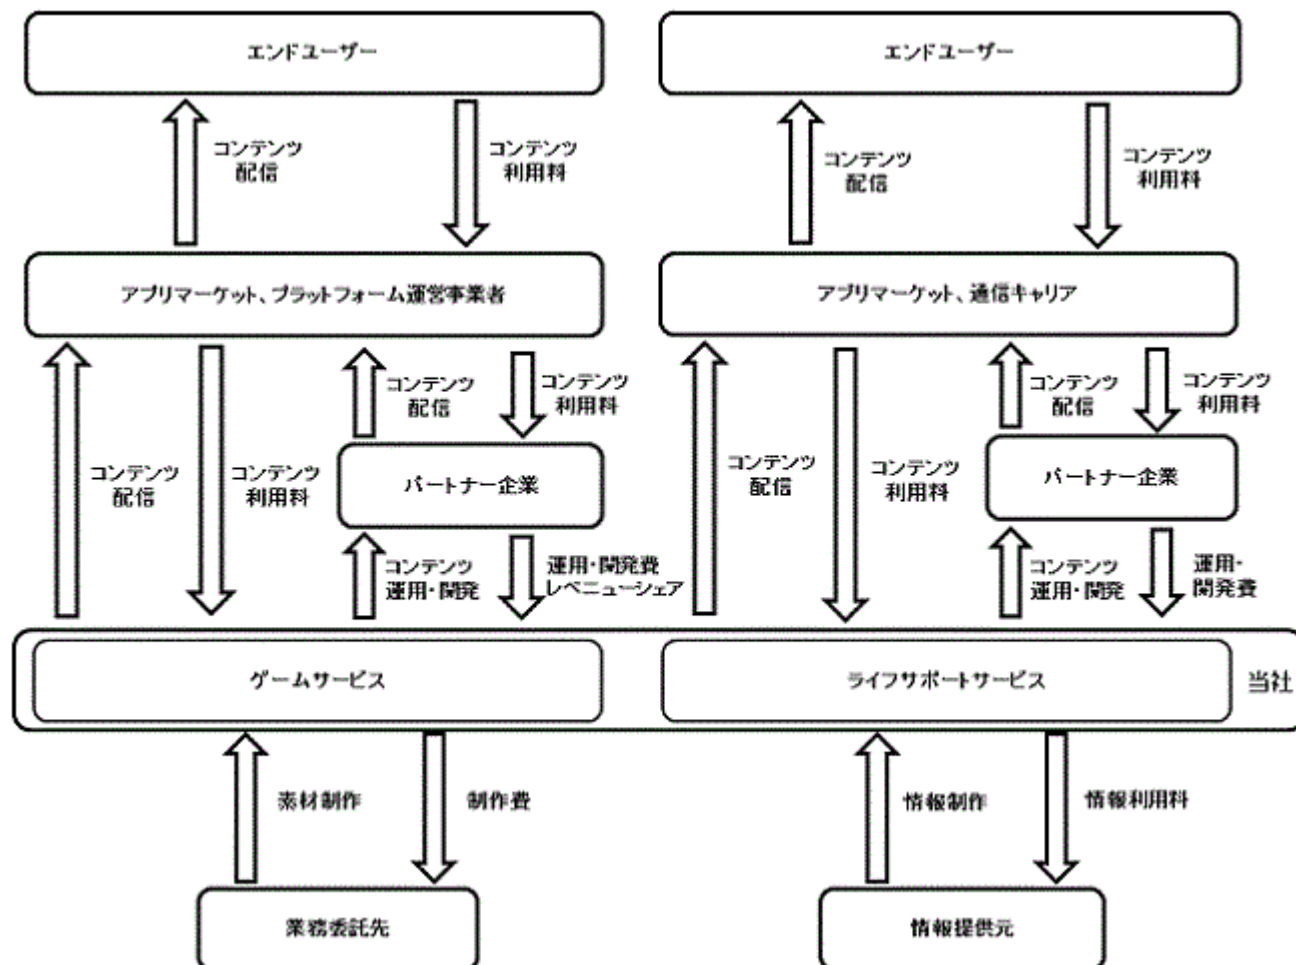 エンドユーザー
エンドユーザー
コンテンツ
配信
コンテンツ
利用料
コンテンツ
配信
コンテンツ
利用料
アプリマーケット、プラットフォーム運営事業者
アプリマーケット、通信キャリア
コンテンツ
配信
コンテンツ
利用料
コンテンツ
配信
コンテンツ
利用料
コンテンツ
配信
コンテンツ
利用料
パートナー企業
コンテンツ
配信
コンテンツ
利用料
パートナー企業
コンテンツ
運用・開発
運用・開発費
レベニューシェア
コンテンツ
運用・開発
運用・
開発費
ゲームサービス
ライフサポートサービス
当社
素材制作
制作費
情報制作
情報利用料
業務委託先
情報提供元